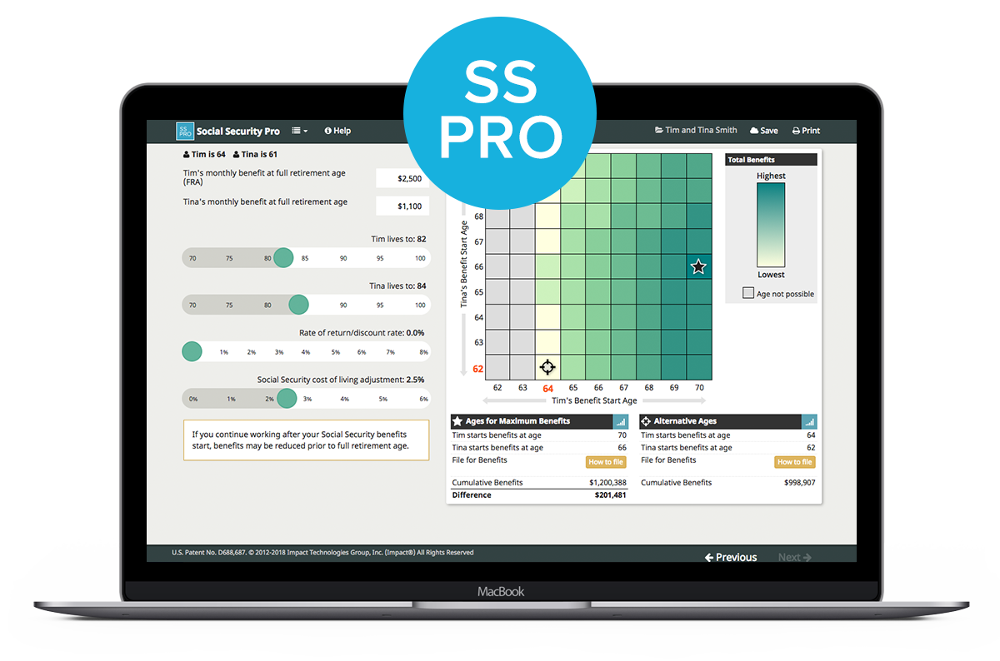 SS
PRO
SS
PRO
Social Security Pro
Help
Tim and Tina Smith
Save
Print
Tim is 64 Tina is 61
Tim's monthly benefit at full retirement age
(FRA)
$2,500
Tina's monthly benefit at full retirement age
$1,100
Tim lives to: 82
70 75 80 85 90 95 100
Tina lives to: 84
70 75 80 90 95 100
Rate of return/discount rate: 0.0%
1% 2% 3% 4% 5% 6% 7% 8%
Social Security cost of living adjustment: 2.5%
0% 1% 2% 3% 4% 5% 6%
If you continue working after your Social Security benefits
start, benefits may be reduced prior to full retirement age.
Tina's Benefit Start Age
68
67
66
65
64
63
62
62 63 64 65 66 67 68 69 70
Tim's Benefit Start Age
Total Benefits
Highest
Lowest
Age not possible
Ages for Maximum Benefits
Tim starts benefits at age 70
Tina starts benefits at age 66
File for Benefits How to file
Cumulative Benefits $1,200,388
Difference $201,481
Alternative Ages
Tim starts benefits at age 64
Tina starts benefits at age 62
File for Benefits How to file
Cumulative Benefits $998,907
U.S. Patent No. D688,687. © 2012-2018 Impact Technologies Group, Inc. (Impact®) All Rights Reserved
Previous
Next
MacBook